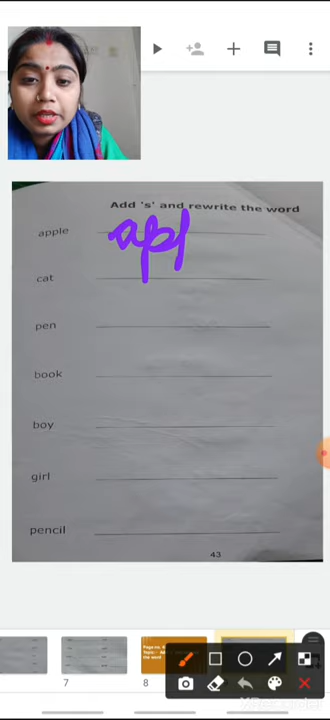 Add 's' and rewrite the word
apple
apl
cat
pen
book
boy
girl
pencil
43
7
8